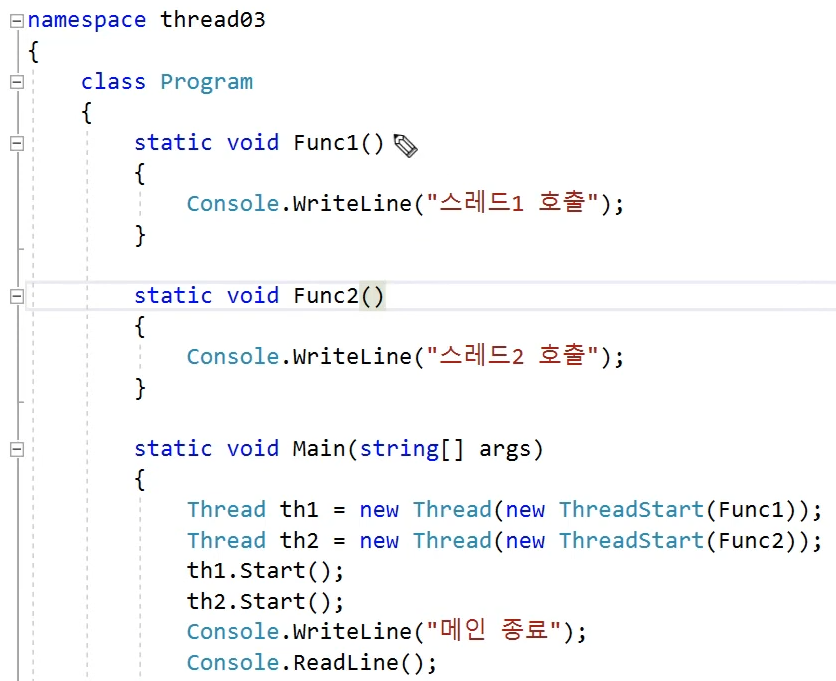 namespace thread03
{
class Program
{
static void Func1()
{
Console.WriteLine("스레드1 호출");
}
static void Func2()
{
Console.WriteLine("스레드2 호출");
}
static void Main(string[] args)
{
Thread th1 = new Thread(new ThreadStart(Func1));
Thread th2 = new Thread(new ThreadStart(Func2));
th1.Start();
th2.Start();
Console.WriteLine("메인 종료");
Console.ReadLine();